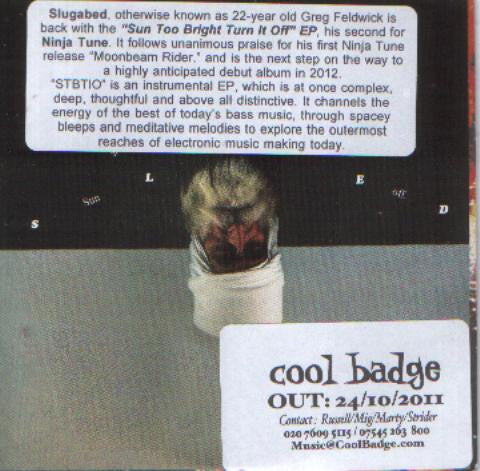 Slugabed, otherwise known as 22-year old Greg Feldwick is
back with the "Sun Too Bright Turn It Off" EP, his second for
Ninja Tune. It follows unanimous praise for his first Ninja Tune
release "Moonbeam Rider," and is the next step on the way to
a highly anticipated debut album in 2012.
"STBTIO" is an instrumental EP, which is at once complex,
deep, thoughtful and above all distinctive. It channels the
energy of the best of today's bass music, through spacey
bleeps and meditative melodies to explore the outermost
reaches of electronic music making today.
S Sun L E off D
cool badge
OUT: 24/10/2011
Contact: Russell/Mig/Marty/Strider
020 7609 5115 / 07545 263 800
Music@CoolBadge.com